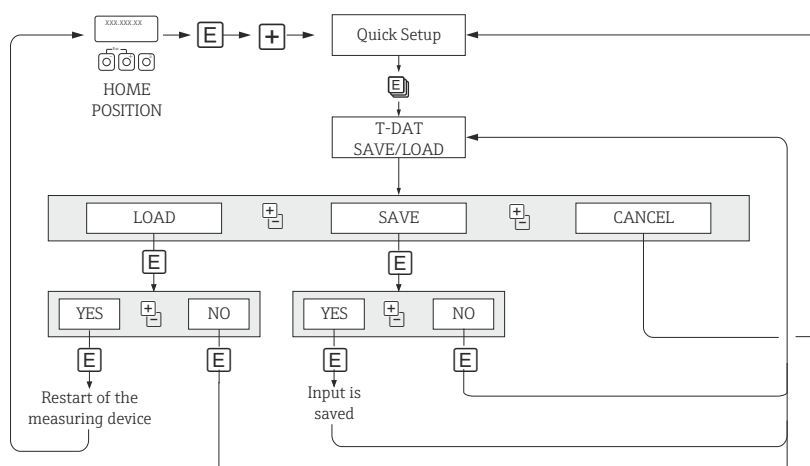 XXX.XXX.XX
Esc
E
+
Quick Setup
- + E
HOME
POSITION
E
T-DAT
SAVE/LOAD
LOAD
+
-
SAVE
+
-
CANCEL
E
E
YES
+
-
NO
YES
+
-
NO
E
E
E
E
Restart of the
measuring device
Input is
saved